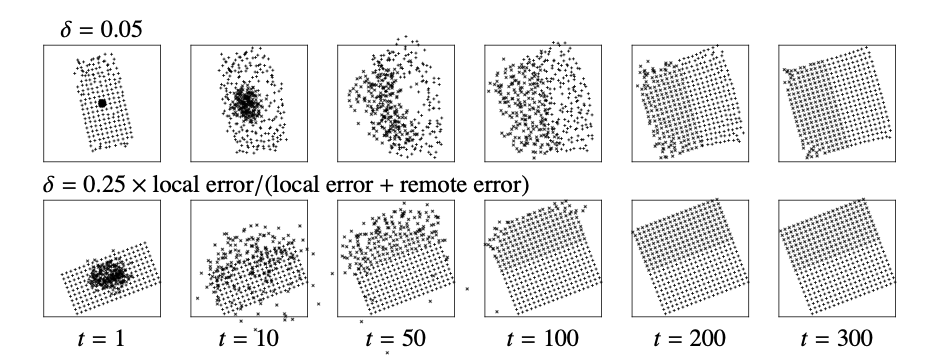 δ = 0.05
δ = 0.25 × local error/(local error + remote error)
t = 1 t = 10 t = 50 t = 100 t = 200 t = 300